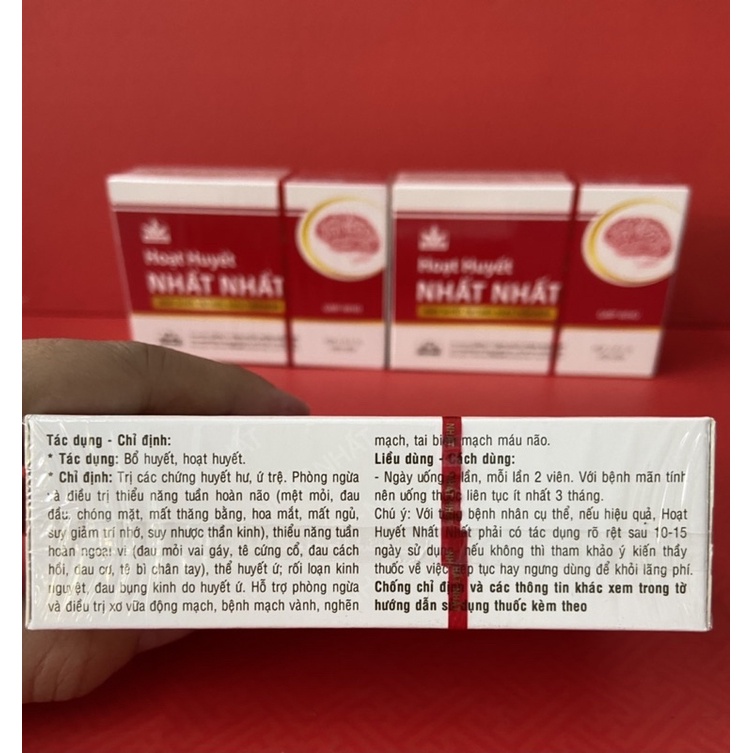 Hoạt Huyết
NHẤT NHẤT
Hoạt Huyết
NHẤT NHẤT
Tác dụng - Chỉ định:
* Tác dụng: Bổ huyết, hoạt huyết.
* Chỉ định: Trị các chứng huyết hư, ứ trệ. Phòng ngừa
và điều trị thiểu năng tuần hoàn não (mệt mỏi, đau
đầu, chóng mặt, mất thăng bằng, hoa mắt, mất ngủ,
suy giảm trí nhớ, suy nhược thần kinh), thiểu năng tuần
hoàn ngoại vi (đau mỏi vai gáy, tê cứng cổ, đau cách
hồi, đau cơ, tê bì chân tay), thể huyết ứ; rối loạn kinh
nguyệt, đau bụng kinh do huyết ứ. Hỗ trợ phòng ngừa
và điều trị xơ vữa động mạch, bệnh mạch vành, nghẽn
mạch, tai biến mạch máu não.
Liều dùng - Cách dùng:
- Ngày uống 2 lần, mỗi lần 2 viên. Với bệnh mãn tính
nên uống thuốc liên tục ít nhất 3 tháng.
Chú ý: Với từng bệnh nhân cụ thể, nếu hiệu quả, Hoạt
Huyết Nhất Nhất phải có tác dụng rõ rệt sau 10-15
ngày sử dụng, nếu không thì tham khảo ý kiến thầy
thuốc về việc tiếp tục hay ngưng dùng để khỏi lãng phí.
Chống chỉ định và các thông tin khác xem trong tờ
hướng dẫn sử dụng thuốc kèm theo